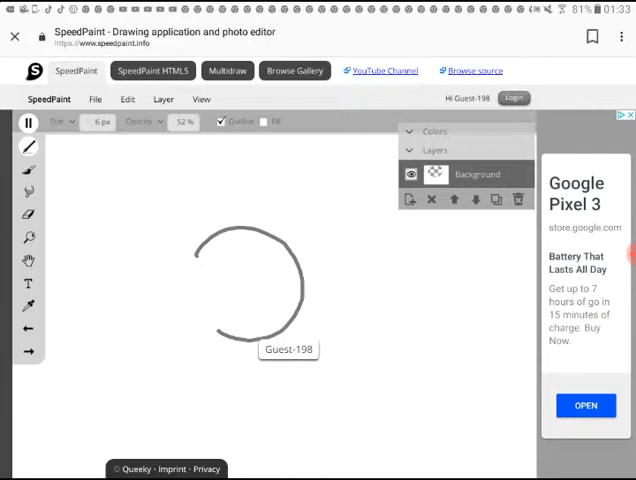 81% 01:33
SpeedPaint - Drawing application and photo editor
https://www.speedpaint.info
SpeedPaint
SpeedPaint HTML5
Multidraw
Browse Gallery
YouTube Channel
Browse source
SpeedPaint File Edit Layer View
Hi Guest-198
Login
Size 6 px Opacity 52 % Outline Fill
Colors
Layers
Background
T
Guest-198
Google
Pixel 3
store.google.com
Battery That
Lasts All Day
Get up to 7
hours of go in
15 minutes of
charge. Buy
Now.
OPEN
© Queeky · Imprint · Privacy